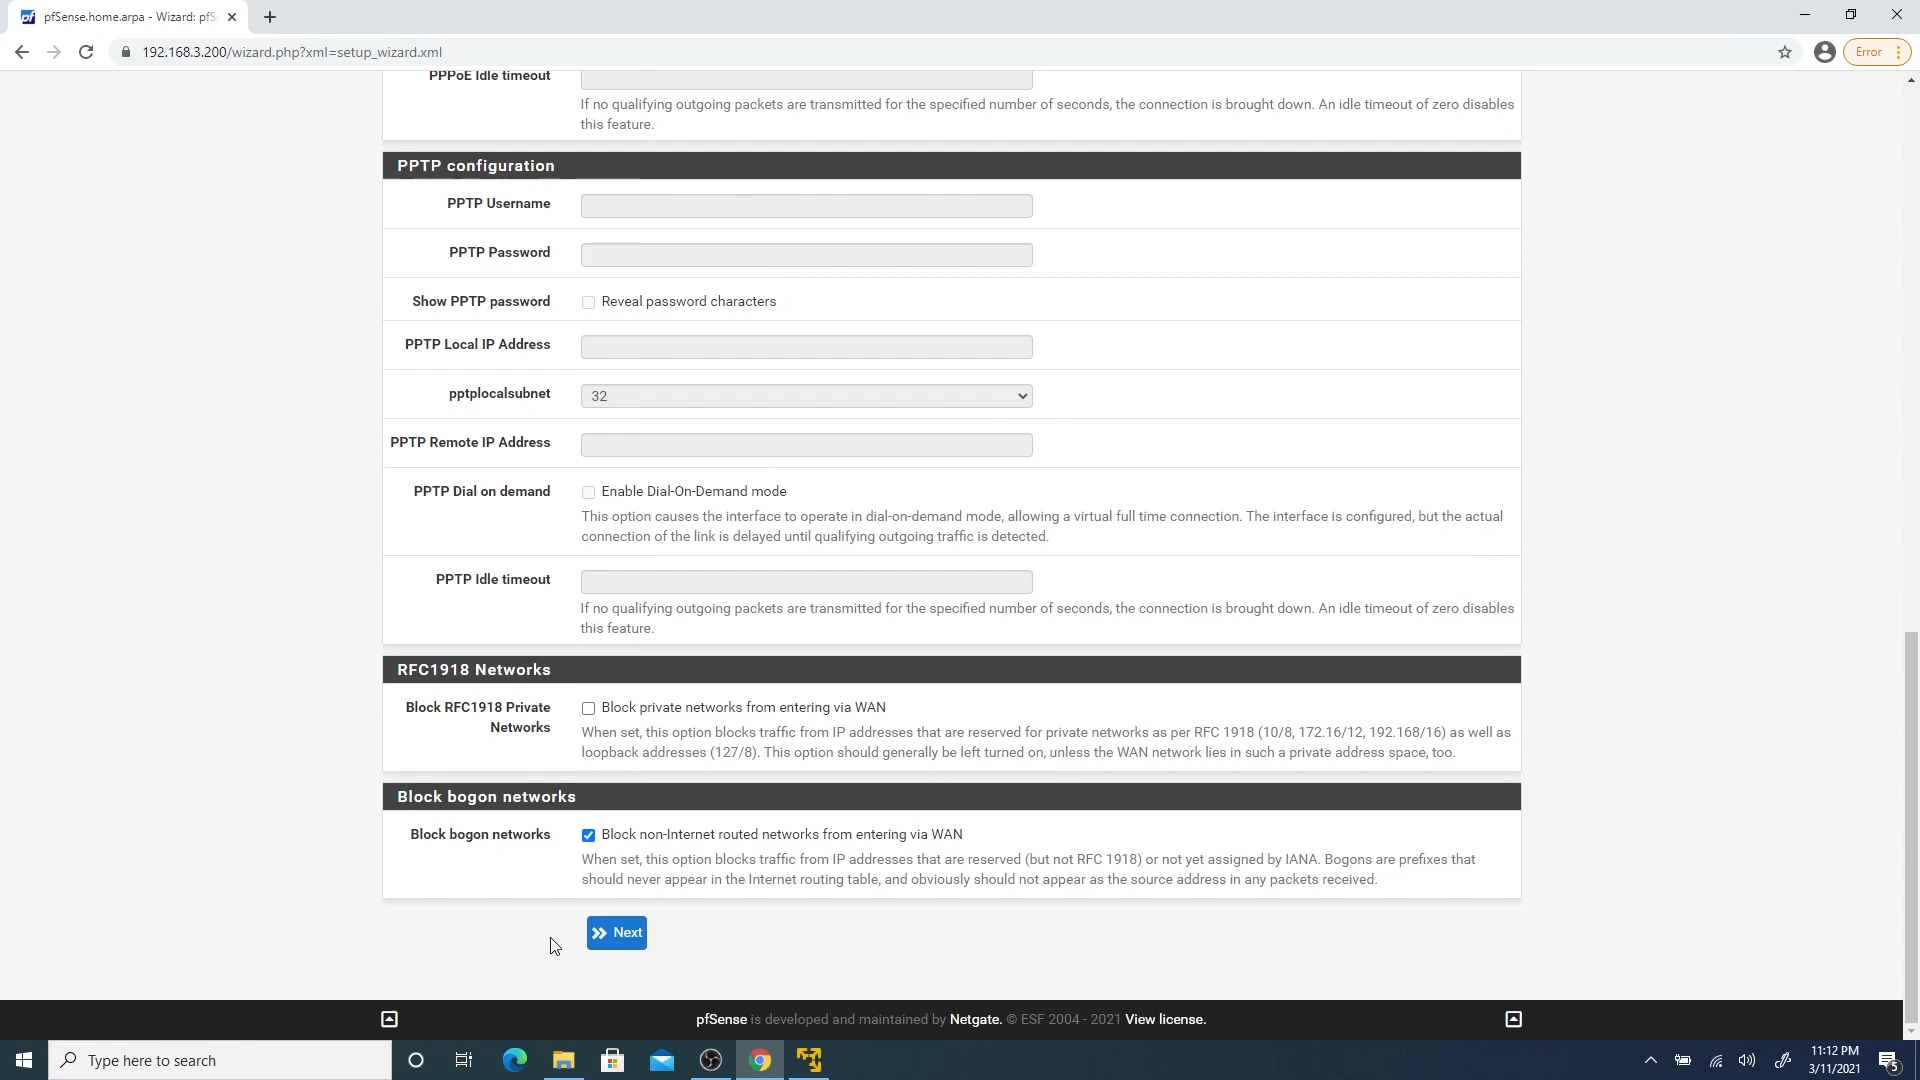 pfSense.home.arpa - Wizard: pfS
192.168.3.200/wizard.php?xml=setup_wizard.xml
Error
PPPoE Idle timeout
If no qualifying outgoing packets are transmitted for the specified number of seconds, the connection is brought down. An idle timeout of zero disables
this feature.
PPTP configuration
PPTP Username
PPTP Password
Show PPTP password
Reveal password characters
PPTP Local IP Address
pptplocalsubnet
32
PPTP Remote IP Address
PPTP Dial on demand
Enable Dial-On-Demand mode
This option causes the interface to operate in dial-on-demand mode, allowing a virtual full time connection. The interface is configured, but the actual
connection of the link is delayed until qualifying outgoing traffic is detected.
PPTP Idle timeout
If no qualifying outgoing packets are transmitted for the specified number of seconds, the connection is brought down. An idle timeout of zero disables
this feature.
RFC1918 Networks
Block RFC1918 Private
Networks
Block private networks from entering via WAN
When set, this option blocks traffic from IP addresses that are reserved for private networks as per RFC 1918 (10/8, 172.16/12, 192.168/16) as well as
loopback addresses (127/8). This option should generally be left turned on, unless the WAN network lies in such a private address space, too.
Block bogon networks
Block bogon networks
Block non-Internet routed networks from entering via WAN
When set, this option blocks traffic from IP addresses that are reserved (but not RFC 1918) or not yet assigned by IANA. Bogons are prefixes that
should never appear in the Internet routing table, and obviously should not appear as the source address in any packets received.
Next
pfSense is developed and maintained by Netgate. © ESF 2004 - 2021 View license.
Type here to search
11:12 PM
3/11/2021
5